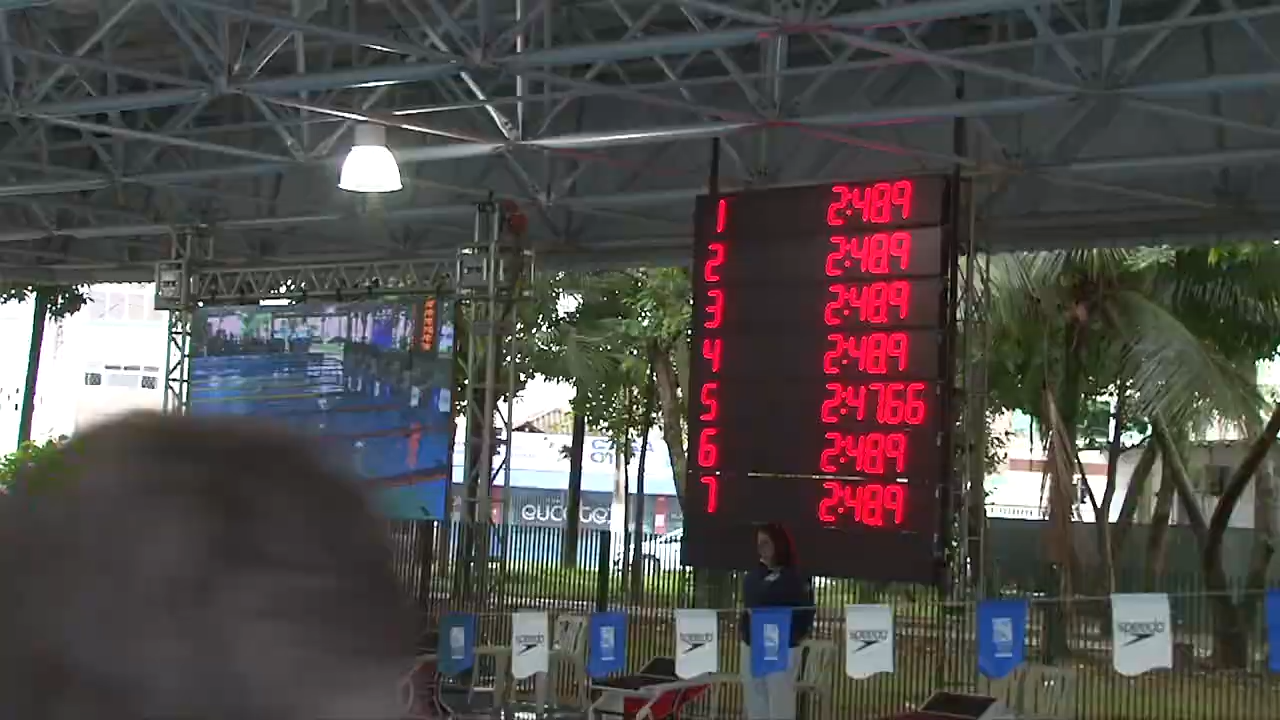 1 2:48.9
2 2:48.9
3 2:48.9
4 2:48.9
5 2:47.66
6 2:48.9
7 2:48.9
speedo
speedo
speedo
speedo